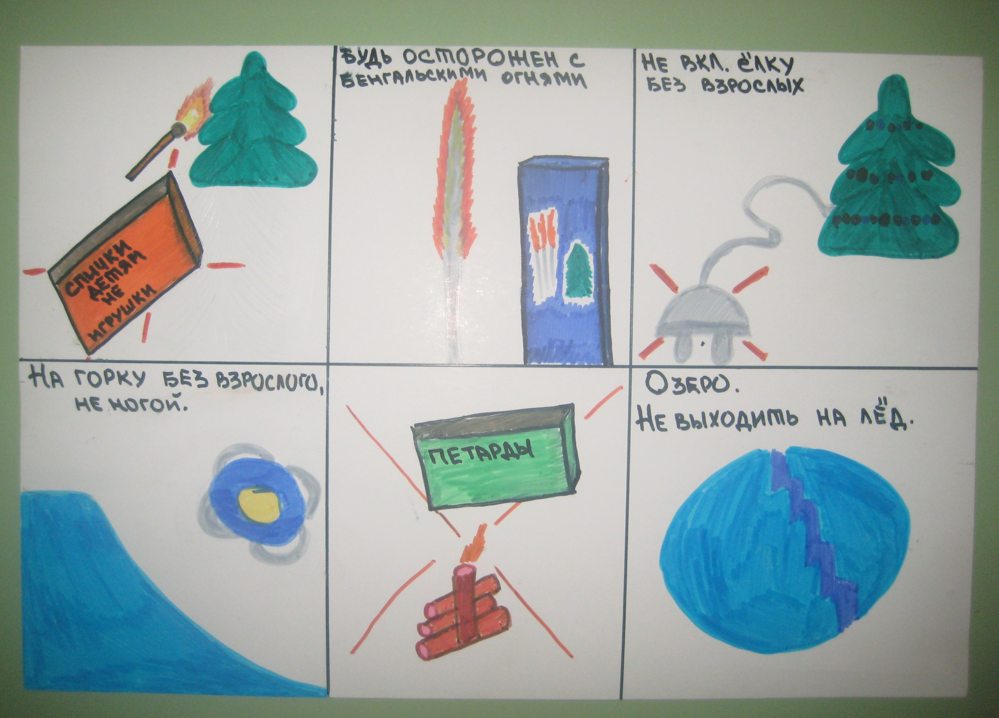 СПИЧКИ
ДЕТЯМ
НЕ
ИГРУШКИ
БУДЬ ОСТОРОЖЕН С
БЕНГАЛЬСКИМИ ОГНЯМИ
НЕ ВКЛ. ЁЛКУ
БЕЗ ВЗРОСЛЫХ
НА ГОРКУ БЕЗ ВЗРОСЛОГО,
НЕ НОГОЙ.
ПЕТАРДЫ
ОЗЕРО.
НЕ ВЫХОДИТЬ НА ЛЁД.